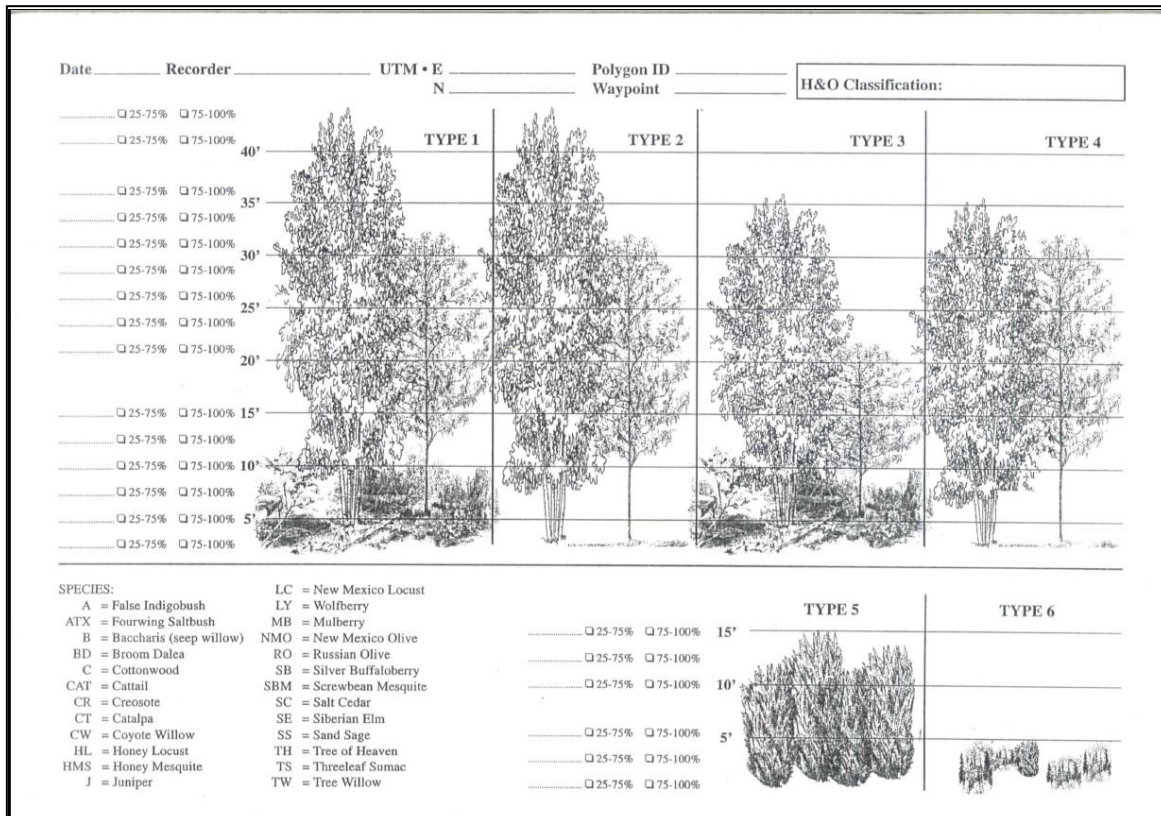 Date ________ Recorder ________________ UTM • E ______________ Polygon ID ________________
N ______________ Waypoint ________________
H&O Classification:
................ ❑ 25-75% ❑ 75-100%
................ ❑ 25-75% ❑ 75-100%
TYPE 1 TYPE 2 TYPE 3 TYPE 4
40’
................ ❑ 25-75% ❑ 75-100%
35’
................ ❑ 25-75% ❑ 75-100%
................ ❑ 25-75% ❑ 75-100%
30’
................ ❑ 25-75% ❑ 75-100%
................ ❑ 25-75% ❑ 75-100%
25’
................ ❑ 25-75% ❑ 75-100%
................ ❑ 25-75% ❑ 75-100%
20’
................ ❑ 25-75% ❑ 75-100%
15’
................ ❑ 25-75% ❑ 75-100%
................ ❑ 25-75% ❑ 75-100% 10’
................ ❑ 25-75% ❑ 75-100%
................ ❑ 25-75% ❑ 75-100% 5’
................ ❑ 25-75% ❑ 75-100%
SPECIES:
A = False Indigobush
ATX = Fourwing Saltbush
B = Baccharis (seep willow)
BD = Broom Dalea
C = Cottonwood
CAT = Cattail
CR = Creosote
CT = Catalpa
CW = Coyote Willow
HL = Honey Locust
HMS = Honey Mesquite
J = Juniper
LC = New Mexico Locust
LY = Wolfberry
MB = Mulberry
NMO = New Mexico Olive
RO = Russian Olive
SB = Silver Buffaloberry
SBM = Screwbean Mesquite
SC = Salt Cedar
SE = Siberian Elm
SS = Sand Sage
TH = Tree of Heaven
TS = Threeleaf Sumac
TW = Tree Willow
TYPE 5 TYPE 6
................ ❑ 25-75% ❑ 75-100% 15’
................ ❑ 25-75% ❑ 75-100%
................ ❑ 25-75% ❑ 75-100% 10’
................ ❑ 25-75% ❑ 75-100% 5’
................ ❑ 25-75% ❑ 75-100%
................ ❑ 25-75% ❑ 75-100%